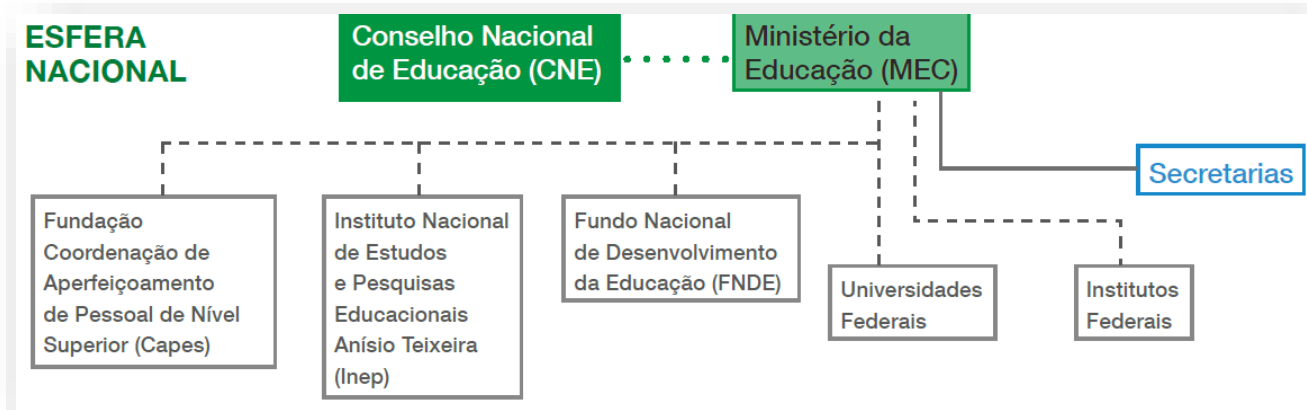 ESFERA
NACIONAL
Conselho Nacional
de Educação (CNE)
Ministério da
Educação (MEC)
Secretarias
Fundação
Coordenação de
Aperfeiçoamento
de Pessoal de Nível
Superior (Capes)
Instituto Nacional
de Estudos
e Pesquisas
Educacionais
Anísio Teixeira
(Inep)
Fundo Nacional
de Desenvolvimento
da Educação (FNDE)
Universidades
Federais
Institutos
Federais